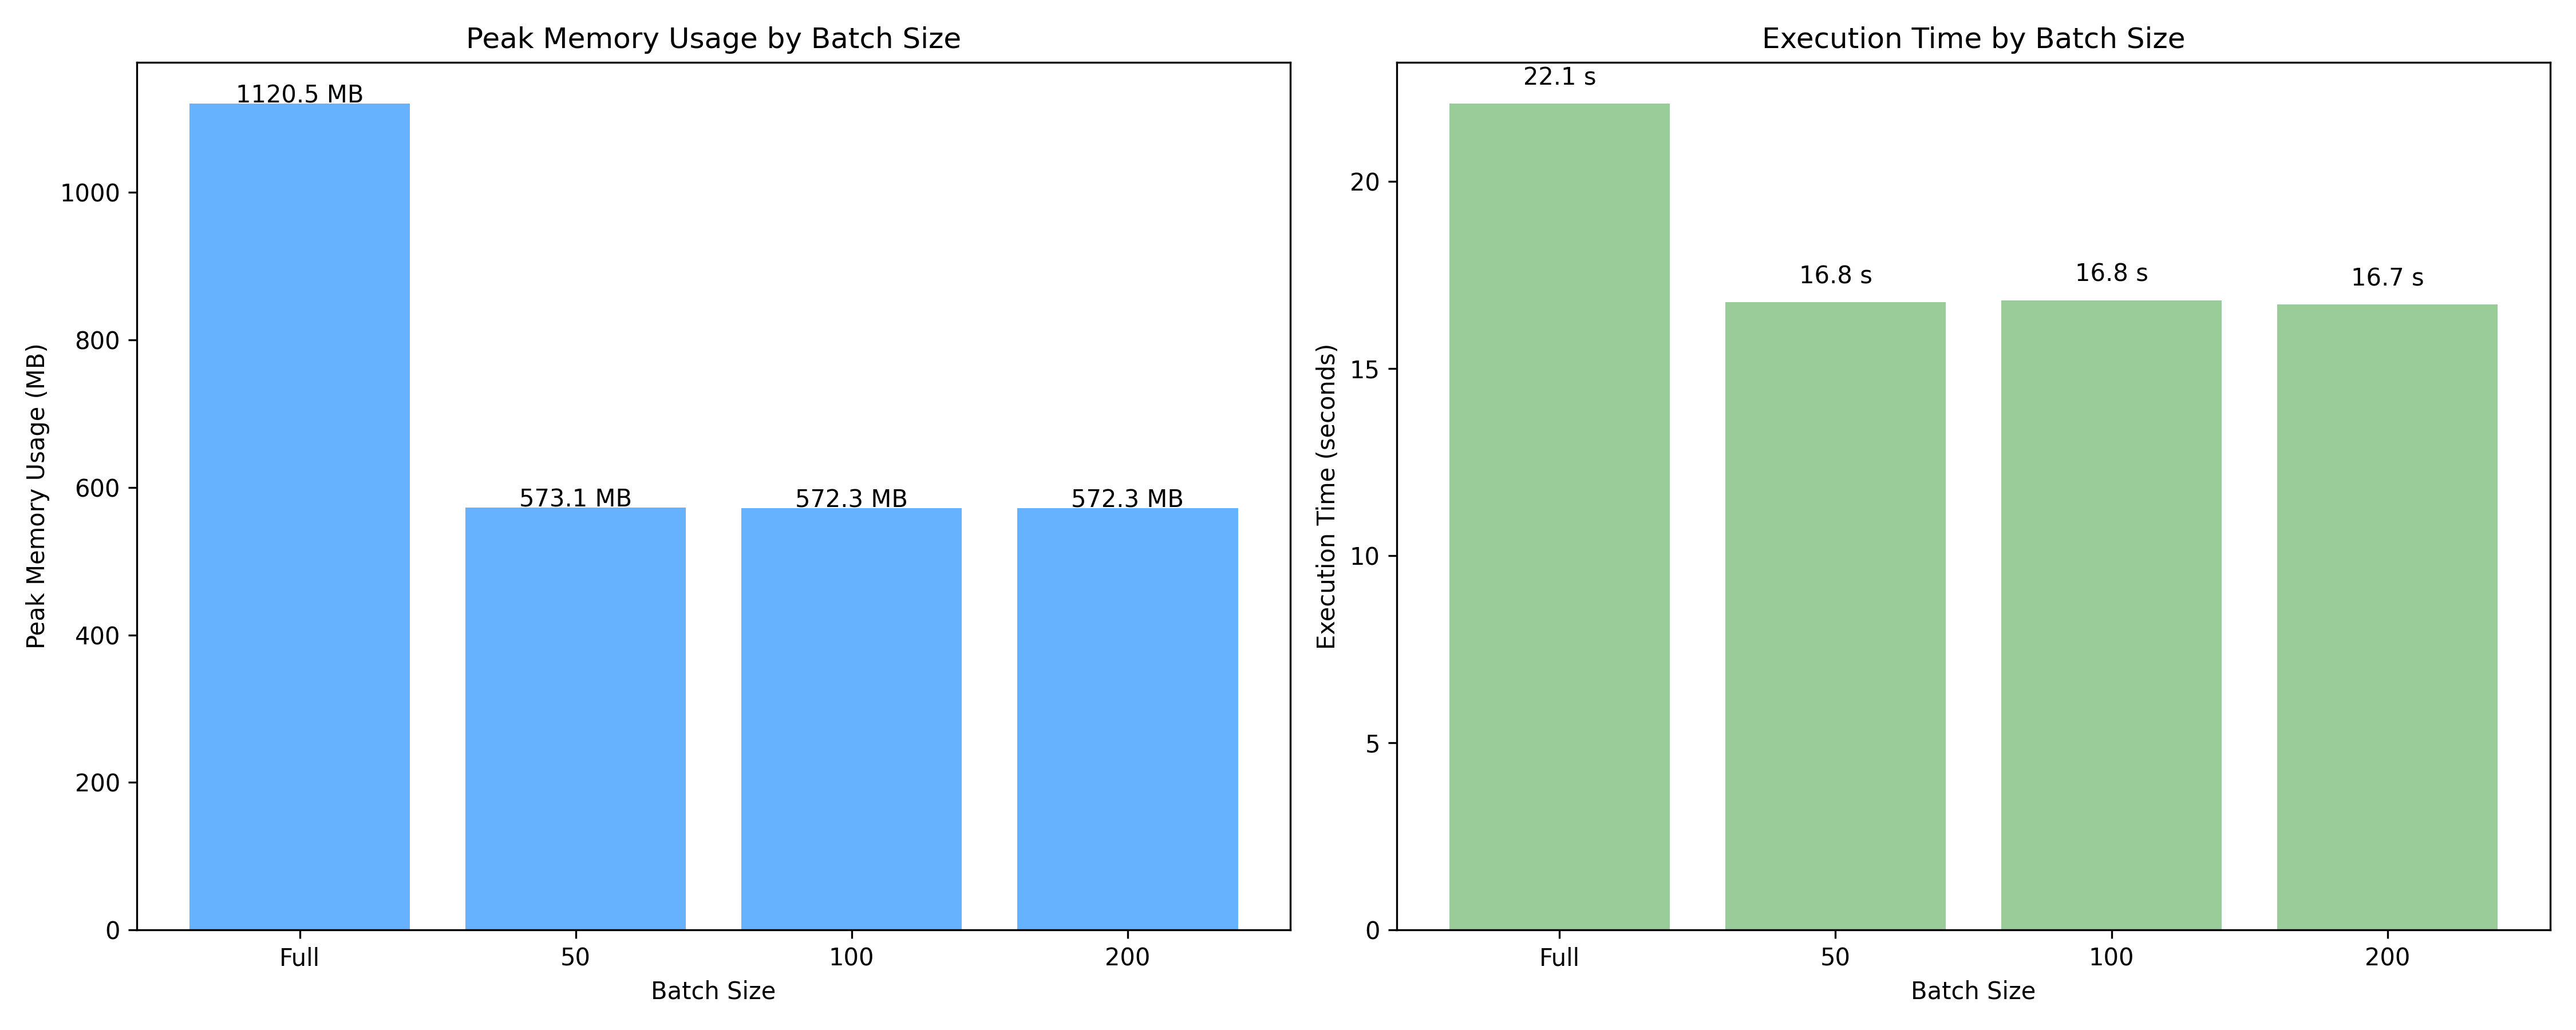 Peak Memory Usage by Batch Size
Peak Memory Usage (MB)
1000
800
600
400
200
0
1120.5 MB
573.1 MB
572.3 MB
572.3 MB
Full
50
100
200
Batch Size
Execution Time by Batch Size
Execution Time (seconds)
20
15
10
5
0
22.1 s
16.8 s
16.8 s
16.7 s
Full
50
100
200
Batch Size